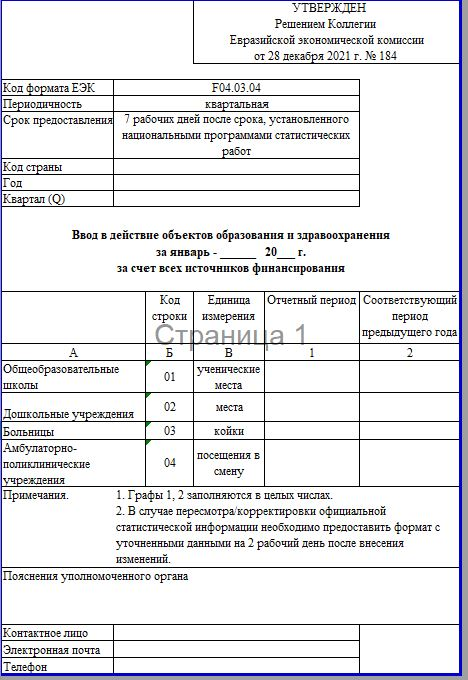 УТВЕРЖДЕН
Решением Коллегии
Евразийской экономической комиссии
от 28 декабря 2021 г. № 184
Код формата ЕЭК F04.03.04
Периодичность квартальная
Срок предоставления 7 рабочих дней после срока, установленного
национальными программами статистических
работ
Код страны
Год
Квартал (Q)
Ввод в действие объектов образования и здравоохранения
за январь - ______ 20___ г.
за счет всех источников финансирования
Код Единица Отчетный период Соответствующий
строки измерения период
предыдущего года
Страница 1
А Б В 1 2
Общеобразовательные
школы 01 ученические
места
Дошкольные учреждения 02 места
Больницы 03 койки
Амбулаторно-
поликлинические
учреждения 04 посещения в
смену
Примечания. 1. Графы 1, 2 заполняются в целых числах.
2. В случае пересмотра/корректировки официальной
статистической информации необходимо предоставить формат с
уточненными данными на 2 рабочий день после внесения
изменений.
Пояснения уполномоченного органа
Контактное лицо
Электронная почта
Телефон